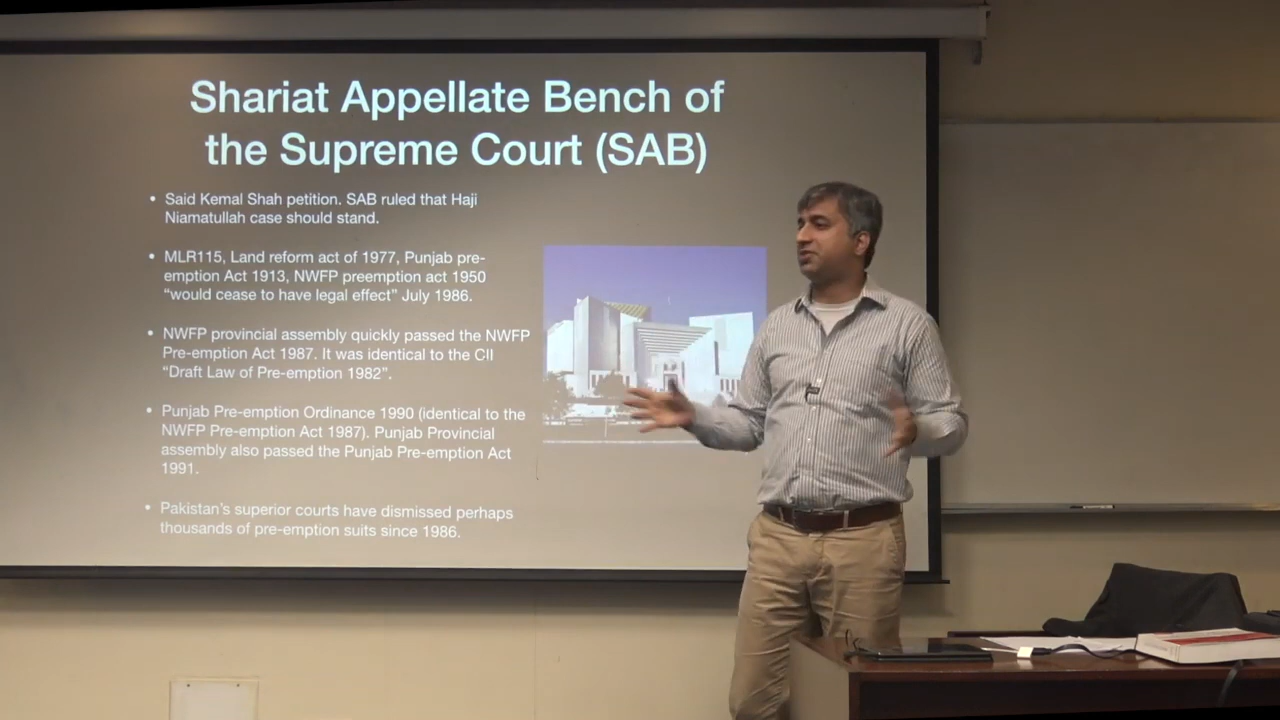 Shariat Appellate Bench of
the Supreme Court (SAB)
• Said Kemal Shah petition. SAB ruled that Haji
Niamatullah case should stand.
• MLR115, Land reform act of 1977, Punjab pre-
emption Act 1913, NWFP preemption act 1950
“would cease to have legal effect” July 1986.
• NWFP provincial assembly quickly passed the NWFP
Pre-emption Act 1987. It was identical to the CII
“Draft Law of Pre-emption 1982”.
• Punjab Pre-emption Ordinance 1990 (identical to the
NWFP Pre-emption Act 1987). Punjab Provincial
assembly also passed the Punjab Pre-emption Act
1991.
• Pakistan’s superior courts have dismissed perhaps
thousands of pre-emption suits since 1986.